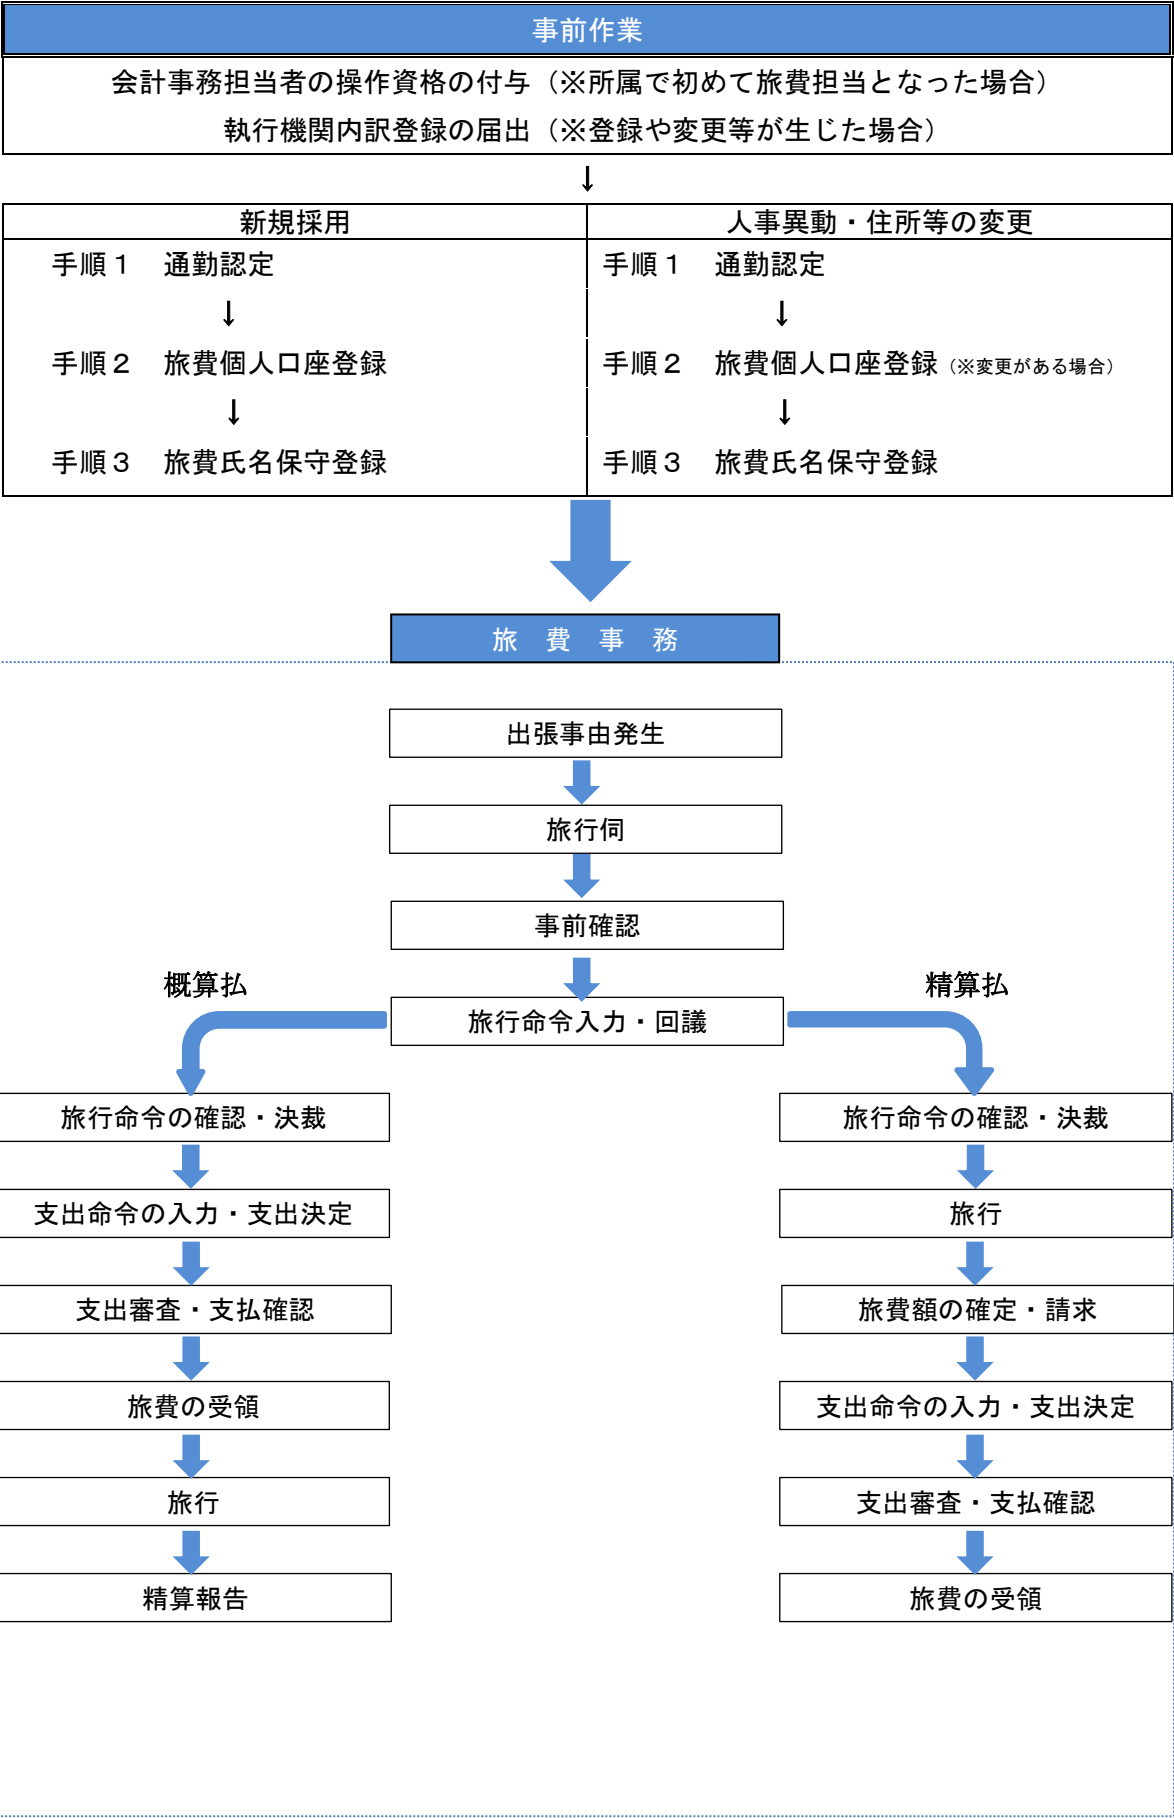 事前作業
会計事務担当者の操作資格の付与（※所属で初めて旅費担当となった場合）
執行機関内訳登録の届出（※登録や変更等が生じた場合）
↓
新規採用
手順１　通勤認定
↓
手順２　旅費個人口座登録
↓
手順３　旅費氏名保守登録
人事異動・住所等の変更
手順１　通勤認定
↓
手順２　旅費個人口座登録（※変更がある場合）
↓
手順３　旅費氏名保守登録
旅　費　事　務
出張事由発生
旅行伺
事前確認
旅行命令入力・回議
概算払
旅行命令の確認・決裁
支出命令の入力・支出決定
支出審査・支払確認
旅費の受領
旅行
精算報告
精算払
旅行命令の確認・決裁
旅行
旅費額の確定・請求
支出命令の入力・支出決定
支出審査・支払確認
旅費の受領